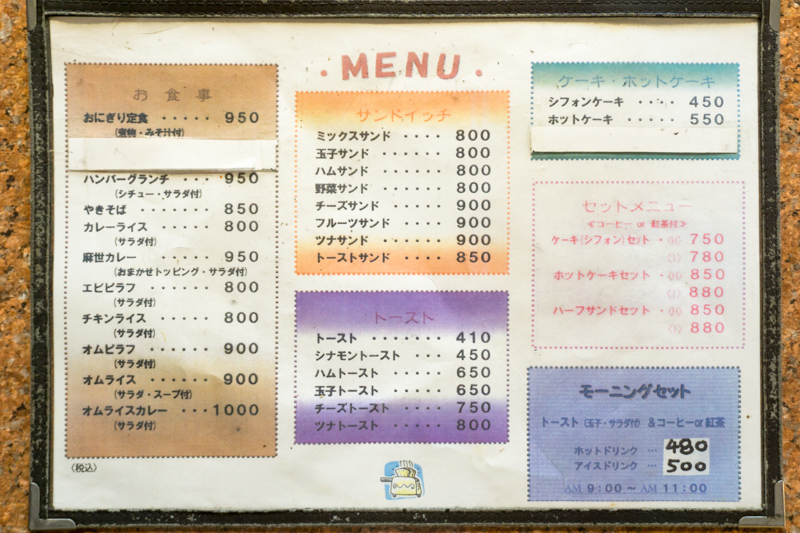 ・MENU・
お食事
おにぎり定食 ····· 950
(漬物・みそ汁付)
ハンバーグランチ ··· 950
(シチュー・サラダ付)
やきそば ······· 850
カレーライス ····· 800
(サラダ付)
麻世カレー ······ 950
(おまかせトッピング・サラダ付)
エビピラフ ······ 800
(サラダ付)
チキンライス ····· 800
(サラダ付)
オムピラフ ······ 900
(サラダ付)
オムライス ······ 900
(サラダ・スープ付)
オムライスカレー ···1000
(サラダ付)
(税込)
サンドイッチ
ミックスサンド ···· 800
玉子サンド ······ 800
ハムサンド ······ 800
野菜サンド ······ 800
チーズサンド ····· 900
フルーツサンド ···· 900
ツナサンド ······ 900
トーストサンド ···· 850
トースト
トースト ······· 410
シナモントースト ··· 450
ハムトースト ····· 650
玉子トースト ····· 650
チーズトースト ···· 750
ツナトースト ····· 800
ケーキ・ホットケーキ
シフォンケーキ ···· 450
ホットケーキ ····· 550
セットメニュー
≪コーヒー or 紅茶付≫
ケーキ(シフォン)セット ··(H) 750
(I) 780
ホットケーキセット ··(H) 850
(I) 880
ハーフサンドセット ··(H) 850
(I) 880
モーニングセット
トースト(玉子・サラダ付) &コーヒーor紅茶
ホットドリンク ··· 480
アイスドリンク ··· 500
AM 9:00 ~ AM 11:00